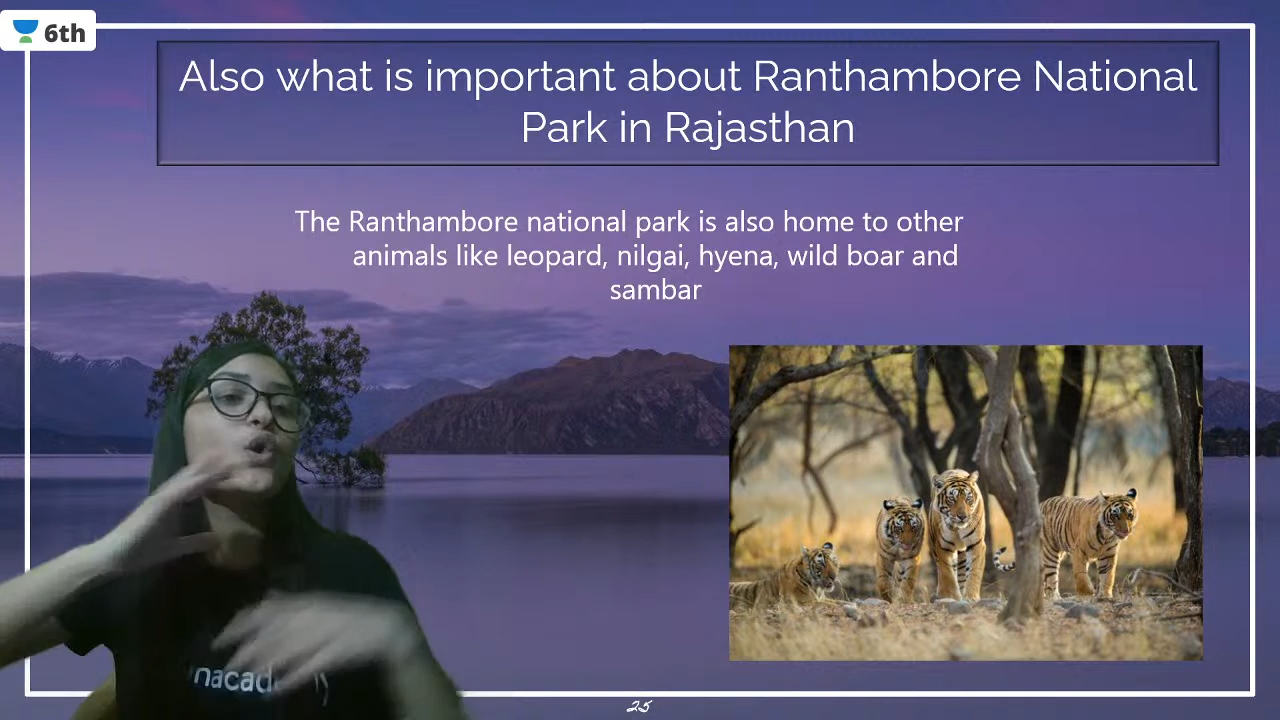 6th
Also what is important about Ranthambore National
Park in Rajasthan
The Ranthambore national park is also home to other
animals like leopard, nilgai, hyena, wild boar and
sambar
25